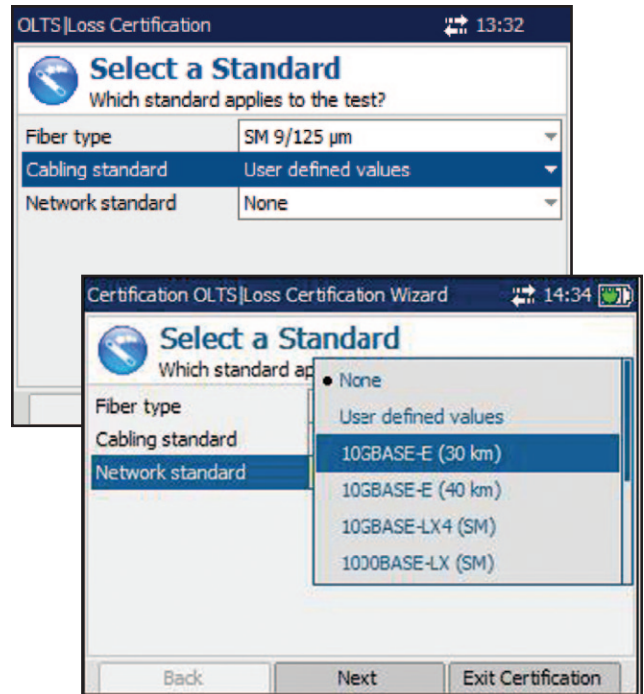 OLTS|Loss Certification 13:32
Select a Standard
Which standard applies to the test?
Fiber type SM 9/125 µm
Cabling standard User defined values
Network standard None
Certification OLTS|Loss Certification Wizard 14:34
Select a Standard
Which standard ap
Fiber type
Cabling standard
Network standard
None
User defined values
10GBASE-E (30 km)
10GBASE-E (40 km)
10GBASE-LX4 (SM)
1000BASE-LX (SM)
Back Next Exit Certification